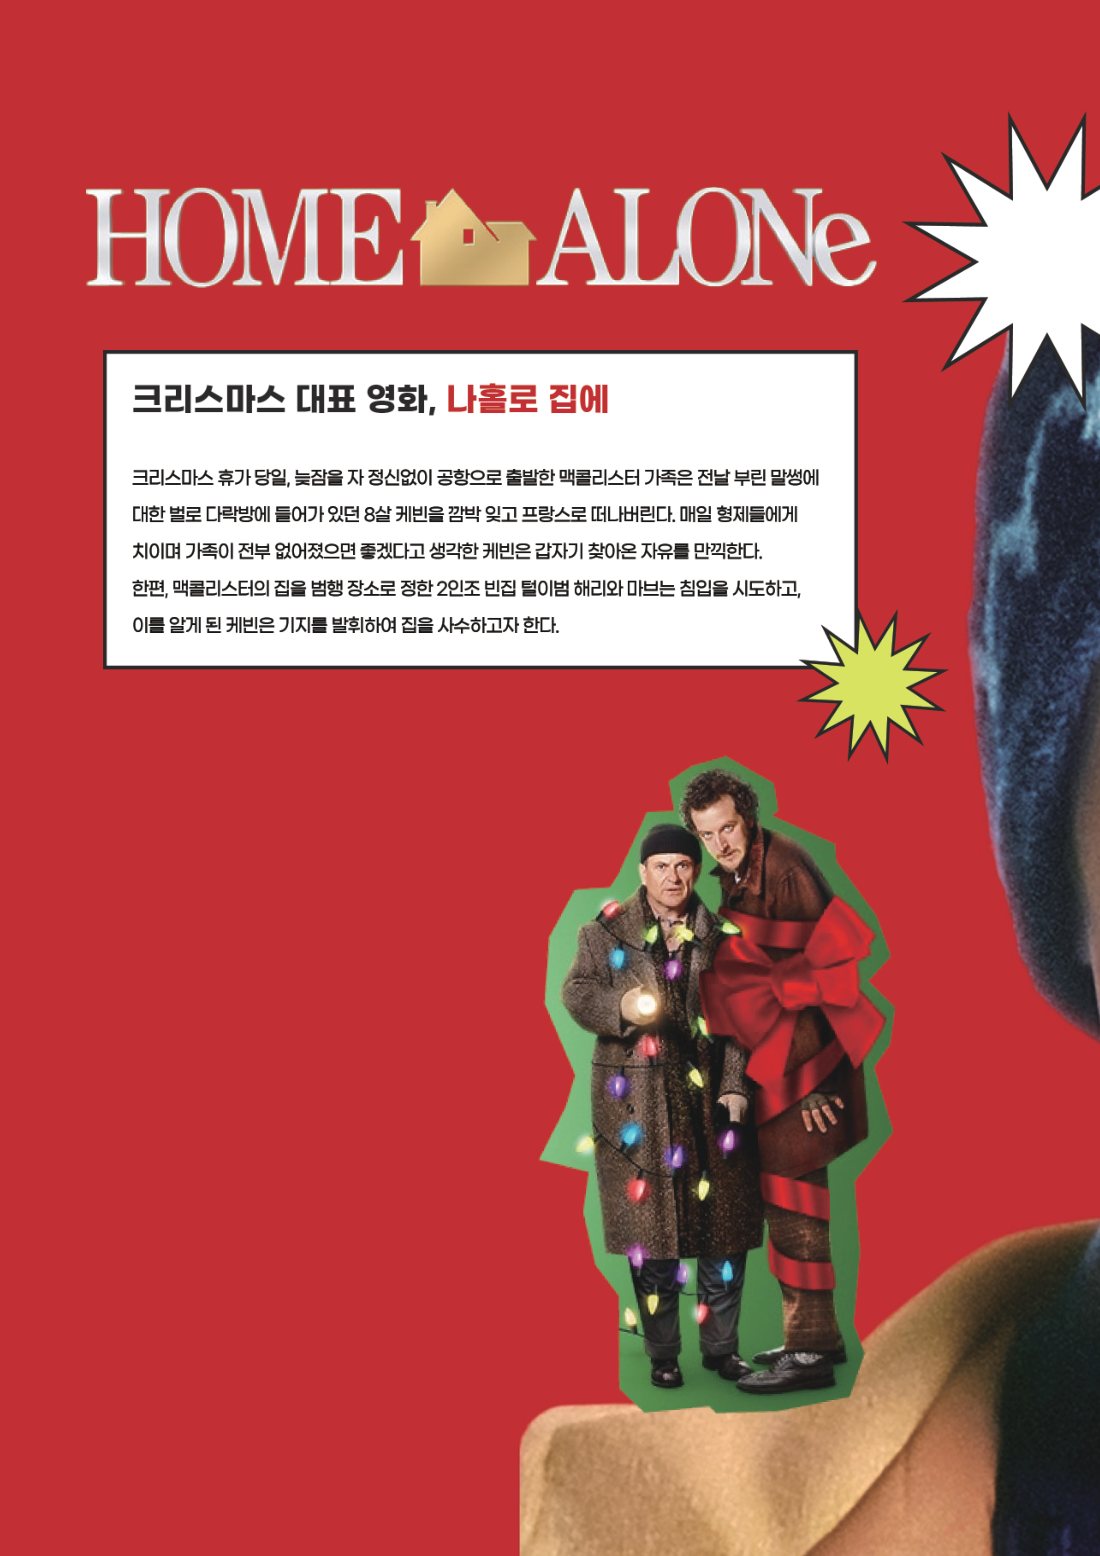 HOME ALONe
크리스마스 대표 영화, 나홀로 집에
크리스마스 휴가 당일, 늦잠을 자 정신없이 공항으로 출발한 맥콜리스터 가족은 전날 부린 말썽에
대한 벌로 다락방에 들어가 있던 8살 케빈을 깜박 잊고 프랑스로 떠나버린다. 매일 형제들에게
치이며 가족이 전부 없어졌으면 좋겠다고 생각한 케빈은 갑자기 찾아온 자유를 만끽한다.
한편, 맥콜리스터의 집을 범행 장소로 정한 2인조 빈집 털이범 해리와 마브는 침입을 시도하고,
이를 알게 된 케빈은 기지를 발휘하여 집을 사수하고자 한다.